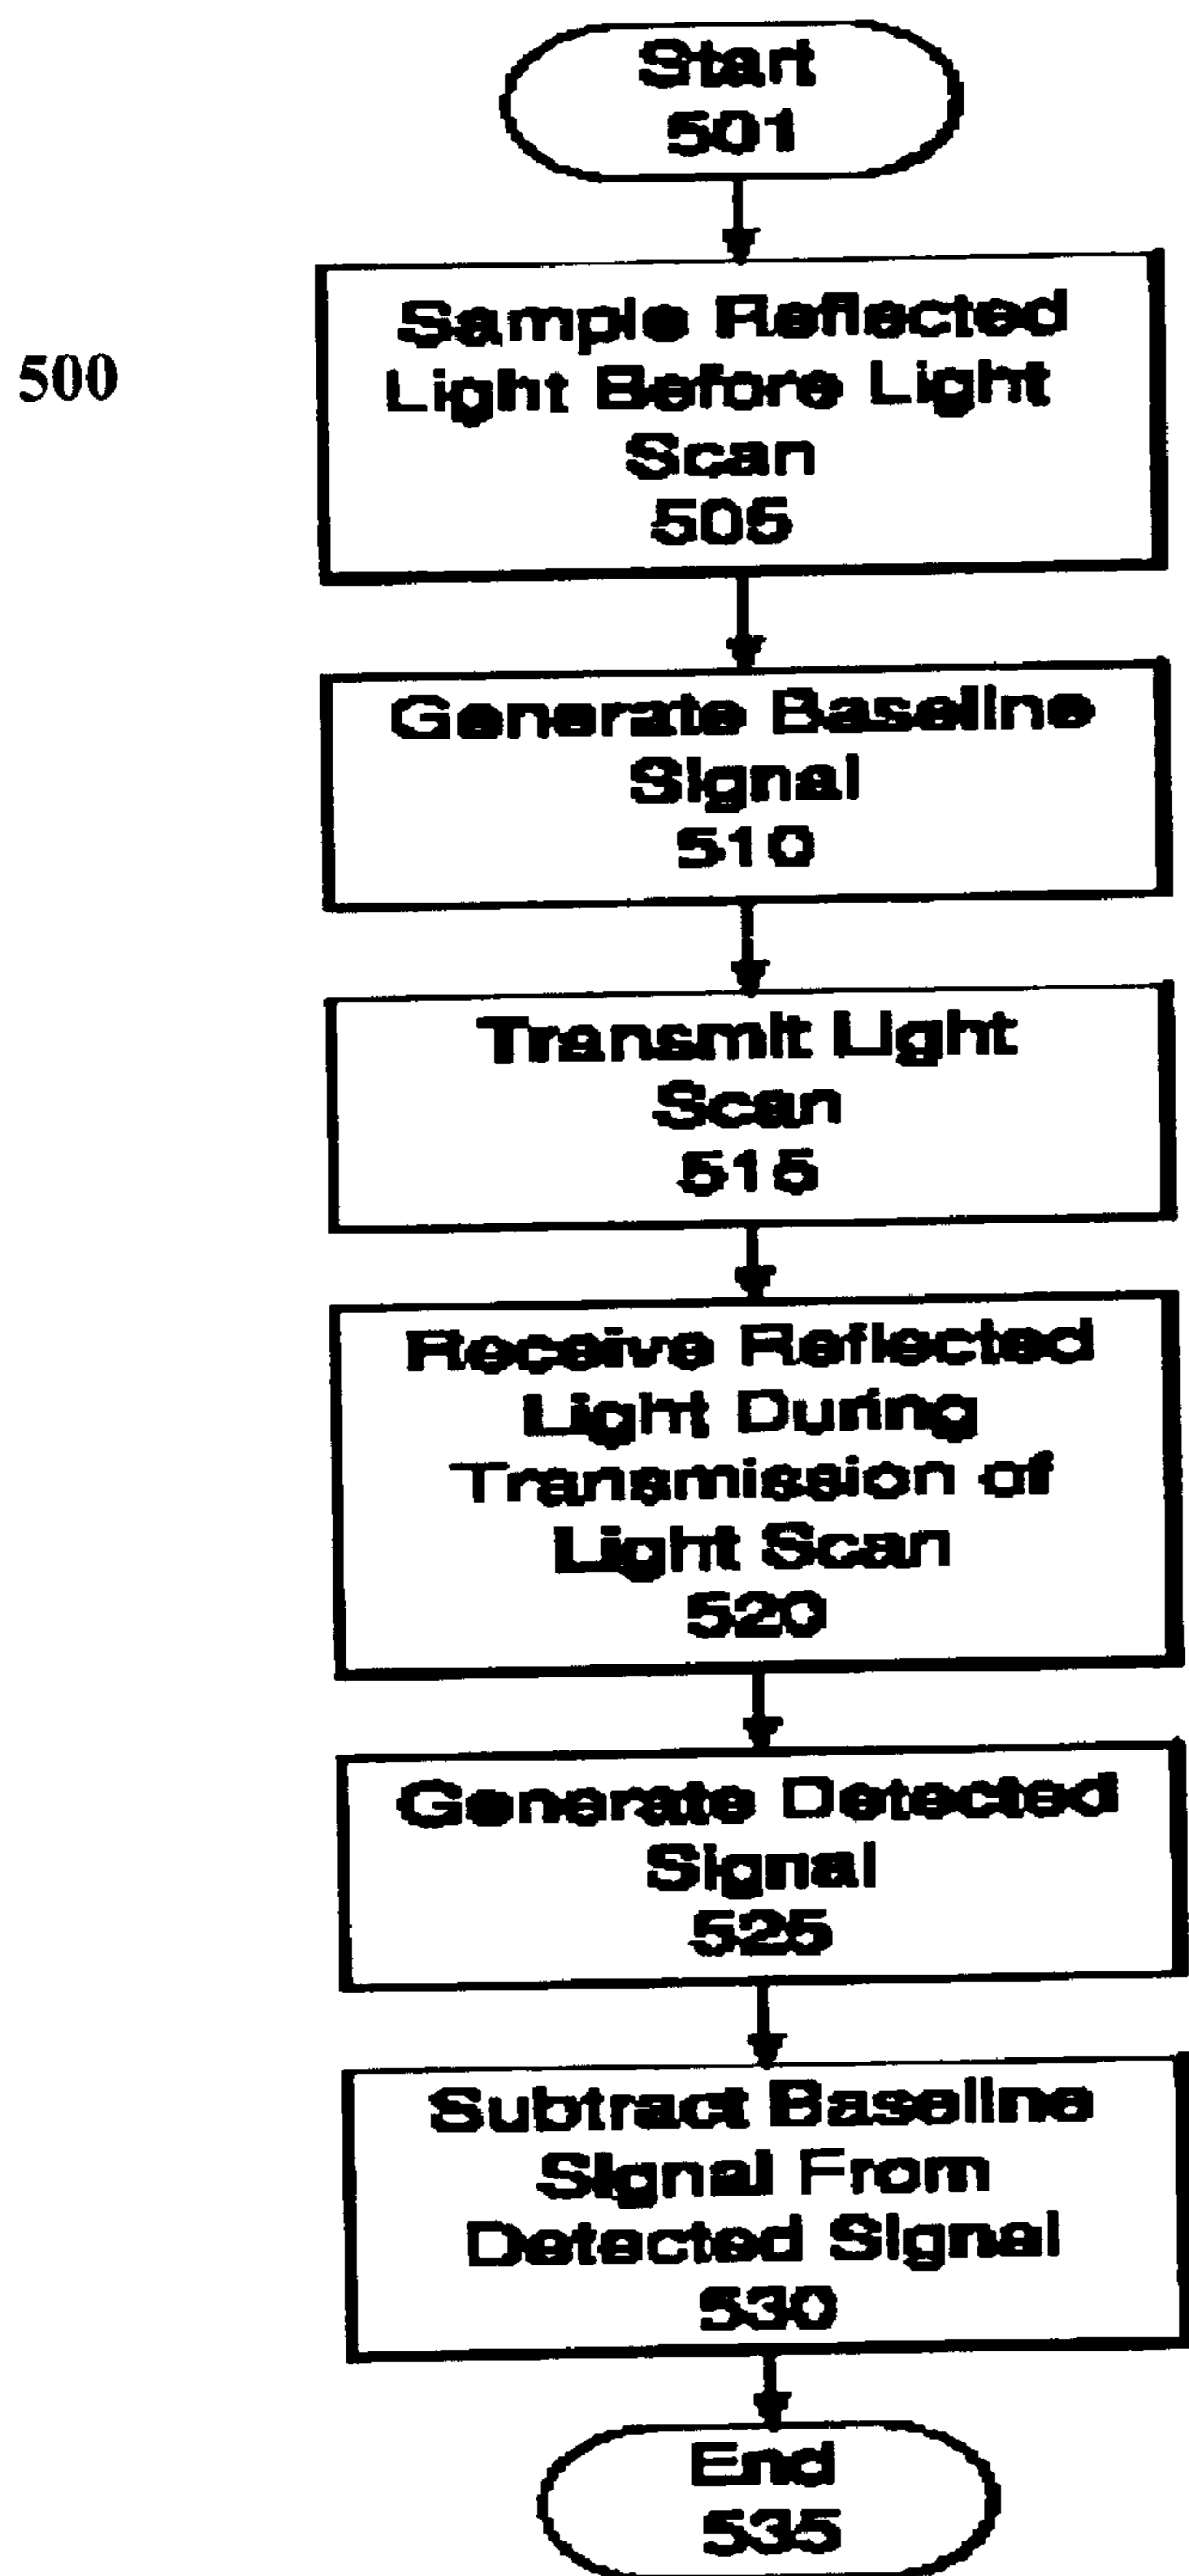 Start
501
Sample Reflected
Light Before Light
Scan
505
500
Generate Baseline
Signal
510
Transmit Light
Scan
515
Receive Reflected
Light During
Transmission of
Light Scan
520
Generate Detected
Signal
525
Subtract Baseline
Signal From
Detected Signal
530
End
535